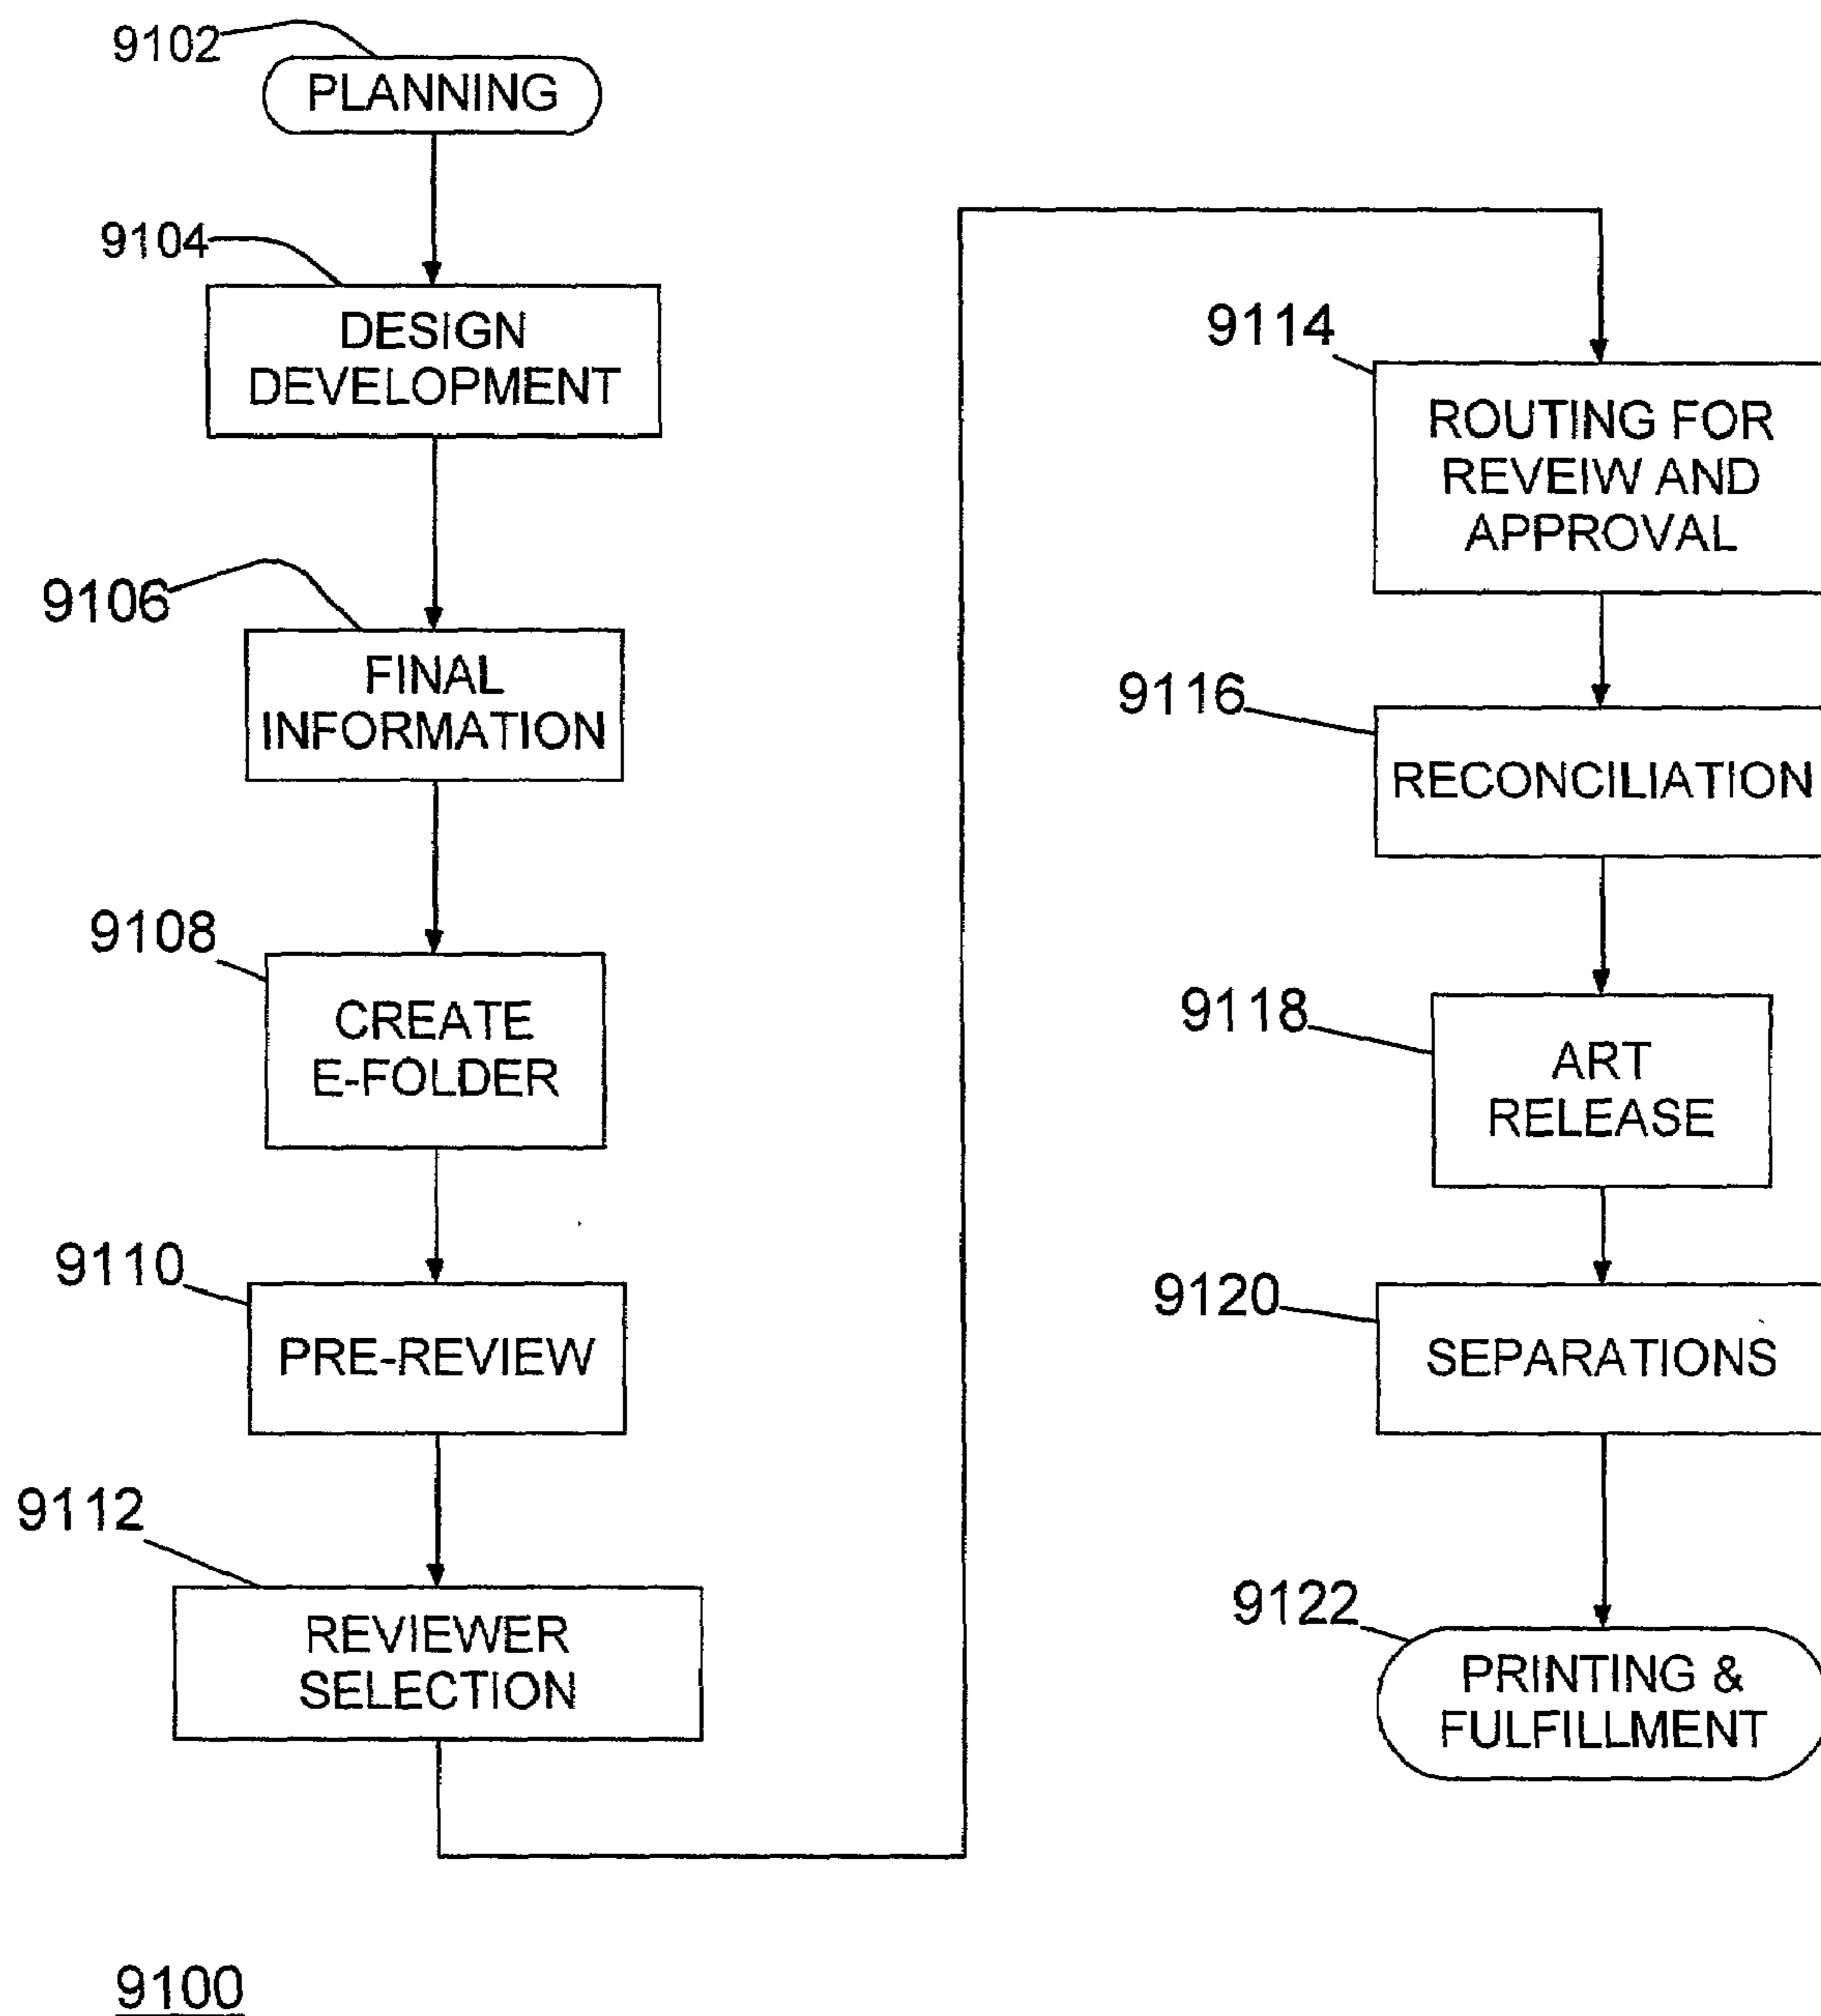 9102
PLANNING
9104
DESIGN
DEVELOPMENT
9106
FINAL
INFORMATION
9108
CREATE
E-FOLDER
9110
PRE-REVIEW
9112
REVIEWER
SELECTION
9114
ROUTING FOR
REVEIW AND
APPROVAL
9116
RECONCILIATION
9118
ART
RELEASE
9120
SEPARATIONS
9122
PRINTING &
FULFILLMENT
9100